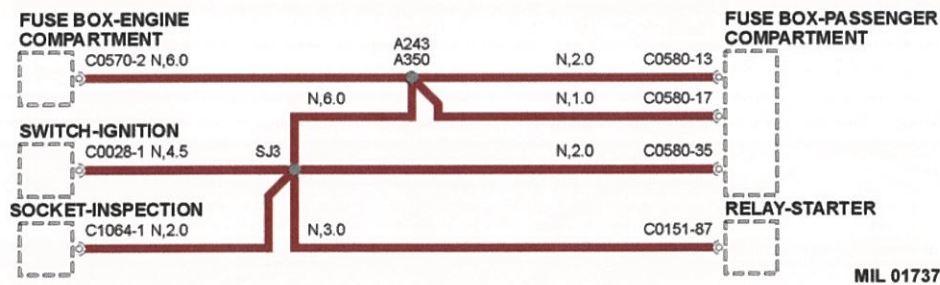 FUSE BOX-ENGINE
COMPARTMENT
C0570-2 N,6.0
A243
A350
N,2.0
C0580-13
FUSE BOX-PASSENGER
COMPARTMENT
N,6.0
N,1.0
C0580-17
SWITCH-IGNITION
C0028-1 N,4.5
SJ3
N,2.0
C0580-35
SOCKET-INSPECTION
C1064-1 N,2.0
N,3.0
C0151-87
RELAY-STARTER
MIL 01737